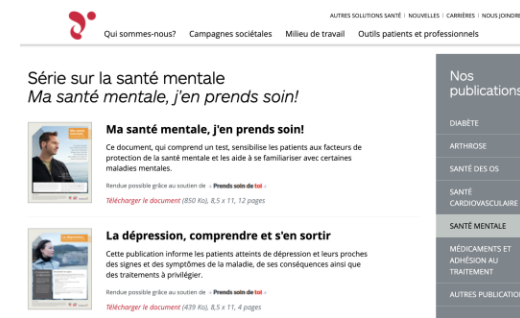 AUTRES SOLUTIONS SANTÉ | NOUVELLES | CARRIÈRES | NOUS JOINDRE
Qui sommes-nous? Campagnes sociétales Milieu de travail Outils patients et professionnels
Série sur la santé mentale
Ma santé mentale, j'en prends soin!
Ma santé mentale, j'en prends soin!
Ce document, qui comprend un test, sensibilise les patients aux facteurs de
protection de la santé mentale et les aide à se familiariser avec certaines
maladies mentales.
Rendue possible grâce au soutien de « Prends soin de toi »
Télécharger le document (850 Ko), 8,5 x 11, 12 pages
La dépression, comprendre et s'en sortir
Cette publication informe les patients atteints de dépression et leurs proches
des signes et des symptômes de la maladie, de ses conséquences ainsi que
des traitements à privilégier.
Rendue possible grâce au soutien de « Prends soin de toi »
Télécharger le document (439 Ko), 8,5 x 11, 4 pages
Nos
publications
DIABÈTE
ARTHROSE
SANTÉ DES OS
SANTÉ
CARDIOVASCULAIRE
SANTÉ MENTALE
MÉDICAMENTS ET
ADHÉSION AU
TRAITEMENT
AUTRES PUBLICATION